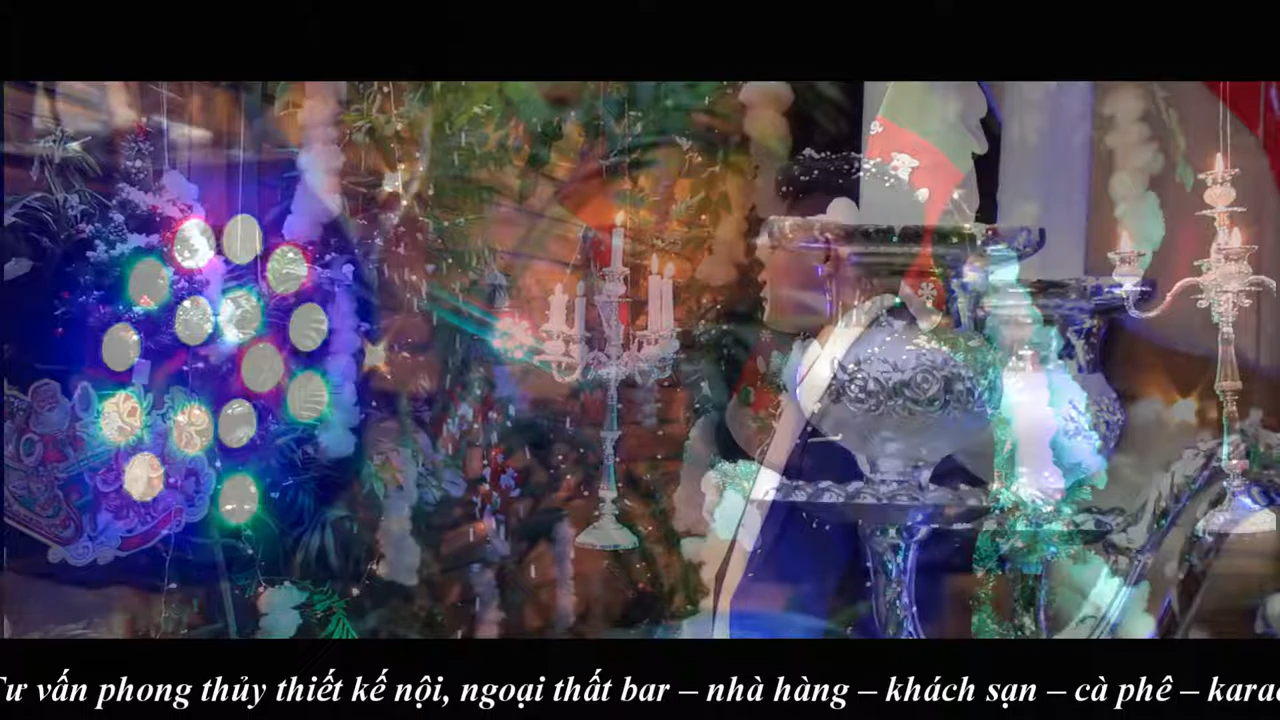 vấn phong thủy thiết kế nội, ngoại thất bar – nhà hàng – khách sạn – cà phê –